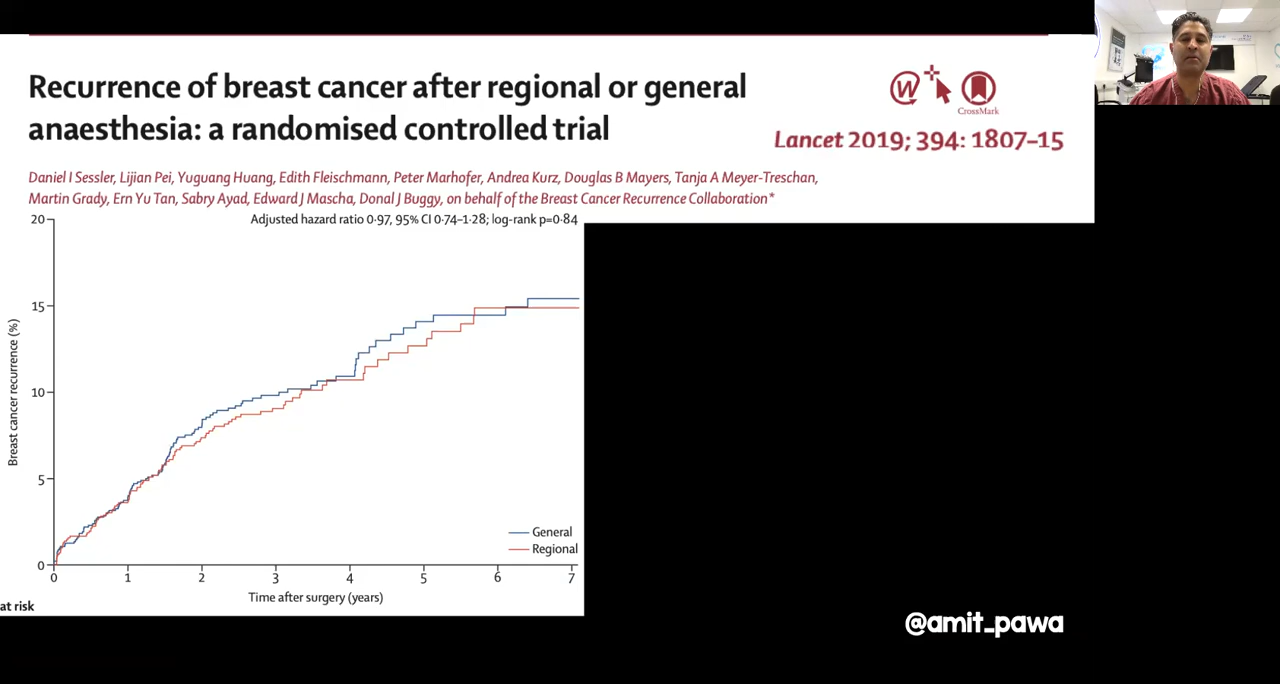 Recurrence of breast cancer after regional or general
anaesthesia: a randomised controlled trial
CrossMark
Lancet 2019; 394: 1807–15
Daniel I Sessler, Lijian Pei, Yuguang Huang, Edith Fleischmann, Peter Marhofer, Andrea Kurz, Douglas B Mayers, Tanja A Meyer-Treschan,
Martin Grady, Ern Yu Tan, Sabry Ayad, Edward J Mascha, Donal J Buggy, on behalf of the Breast Cancer Recurrence Collaboration*
Adjusted hazard ratio 0·97, 95% CI 0·74–1·28; log-rank p=0·84
20
15
10
5
0
Breast cancer recurrence (%)
General
Regional
0 1 2 3 4 5 6 7
Time after surgery (years)
at risk
@amit_pawa